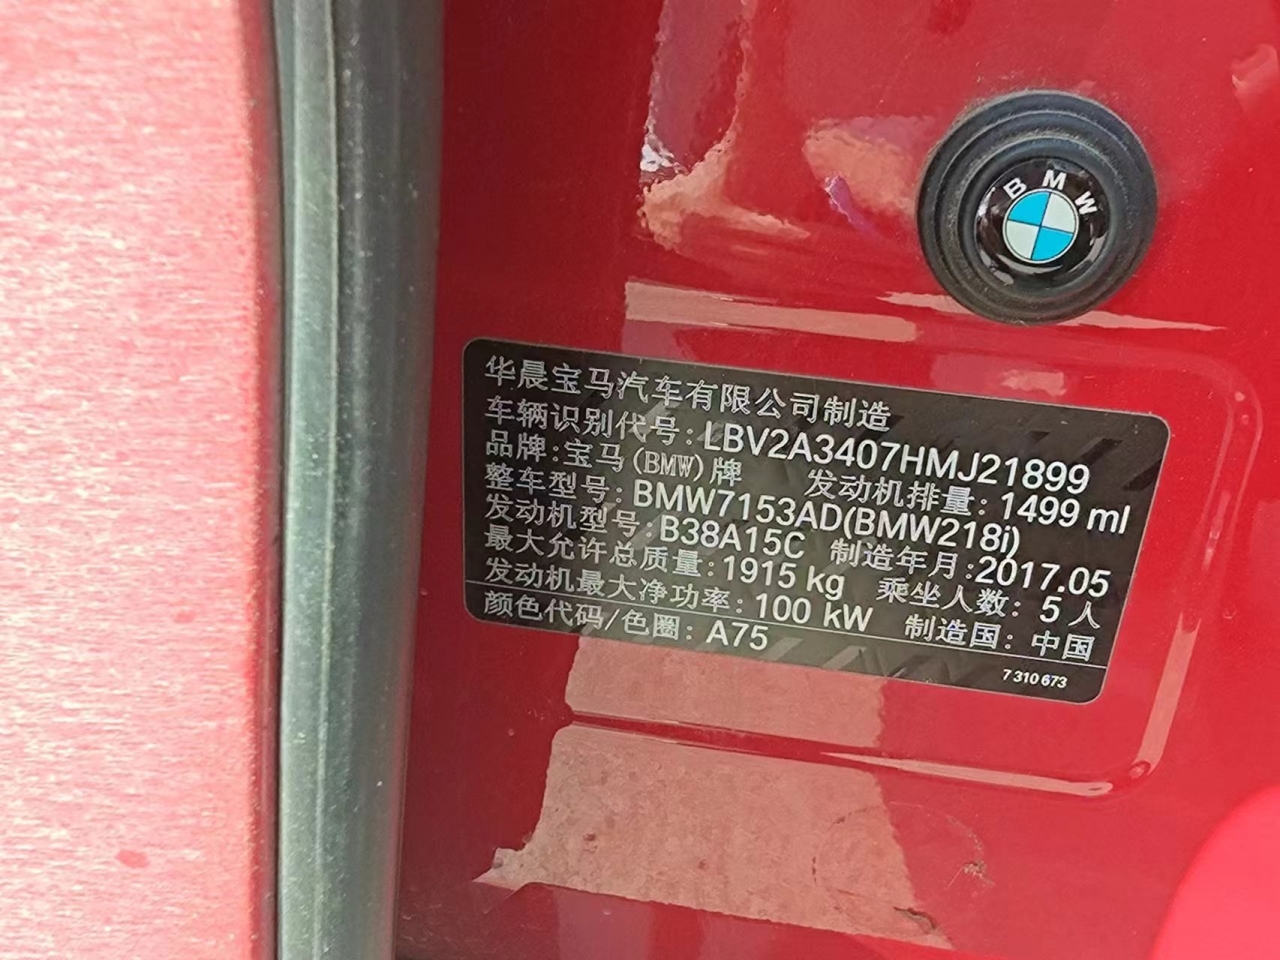 BMW
华晨宝马汽车有限公司制造
车辆识别代号: LBV2A3407HMJ21899
品牌: 宝马(BMW)牌 发动机排量: 1499 ml
整车型号: BMW7153AD(BMW218i)
发动机型号: B38A15C 制造年月: 2017.05
最大允许总质量: 1915 kg 乘坐人数: 5人
发动机最大净功率: 100 kW 制造国: 中国
颜色代码/色圈: A75
7 310 673